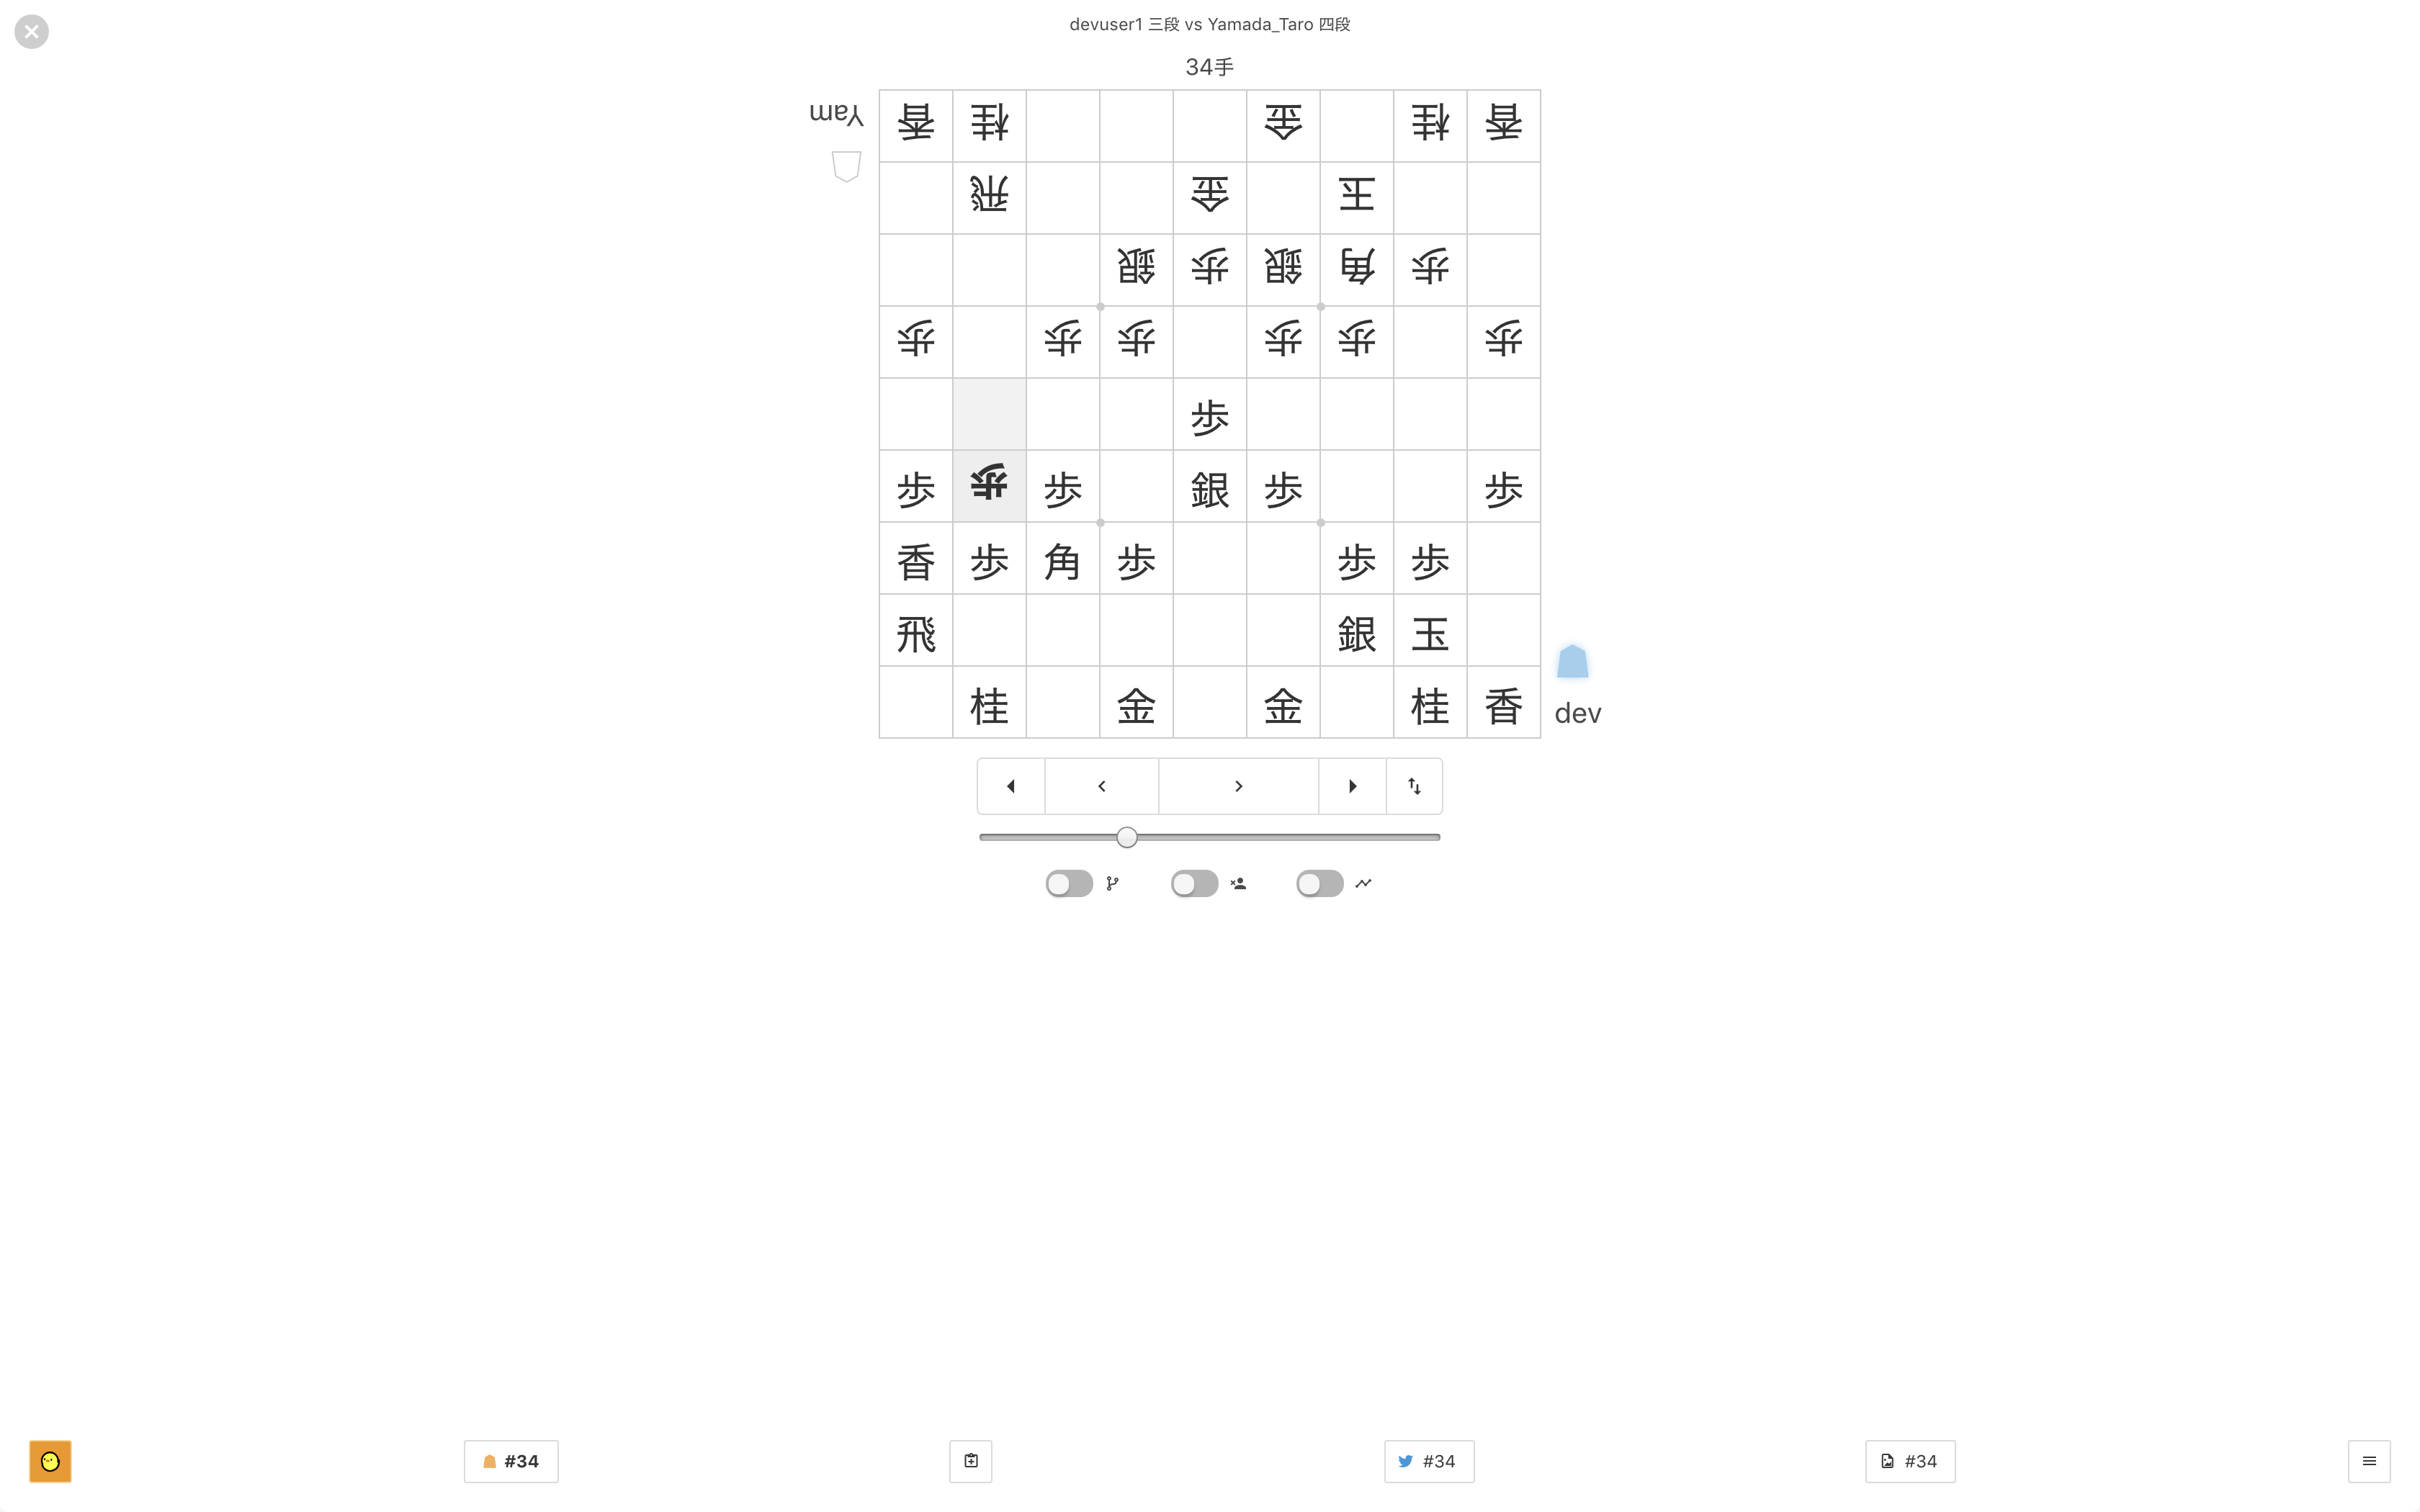 devuser1 三段 vs Yamada_Taro 四段
34手
Yam
香 桂 金 桂 香
飛 金 王
銀 歩 銀 角 歩
歩 歩 歩 歩 歩 歩
歩
歩 歩 歩 銀 歩 歩
香 歩 角 歩 歩 歩
飛 銀 玉
桂 金 金 桂 香
dev
#34
#34
#34